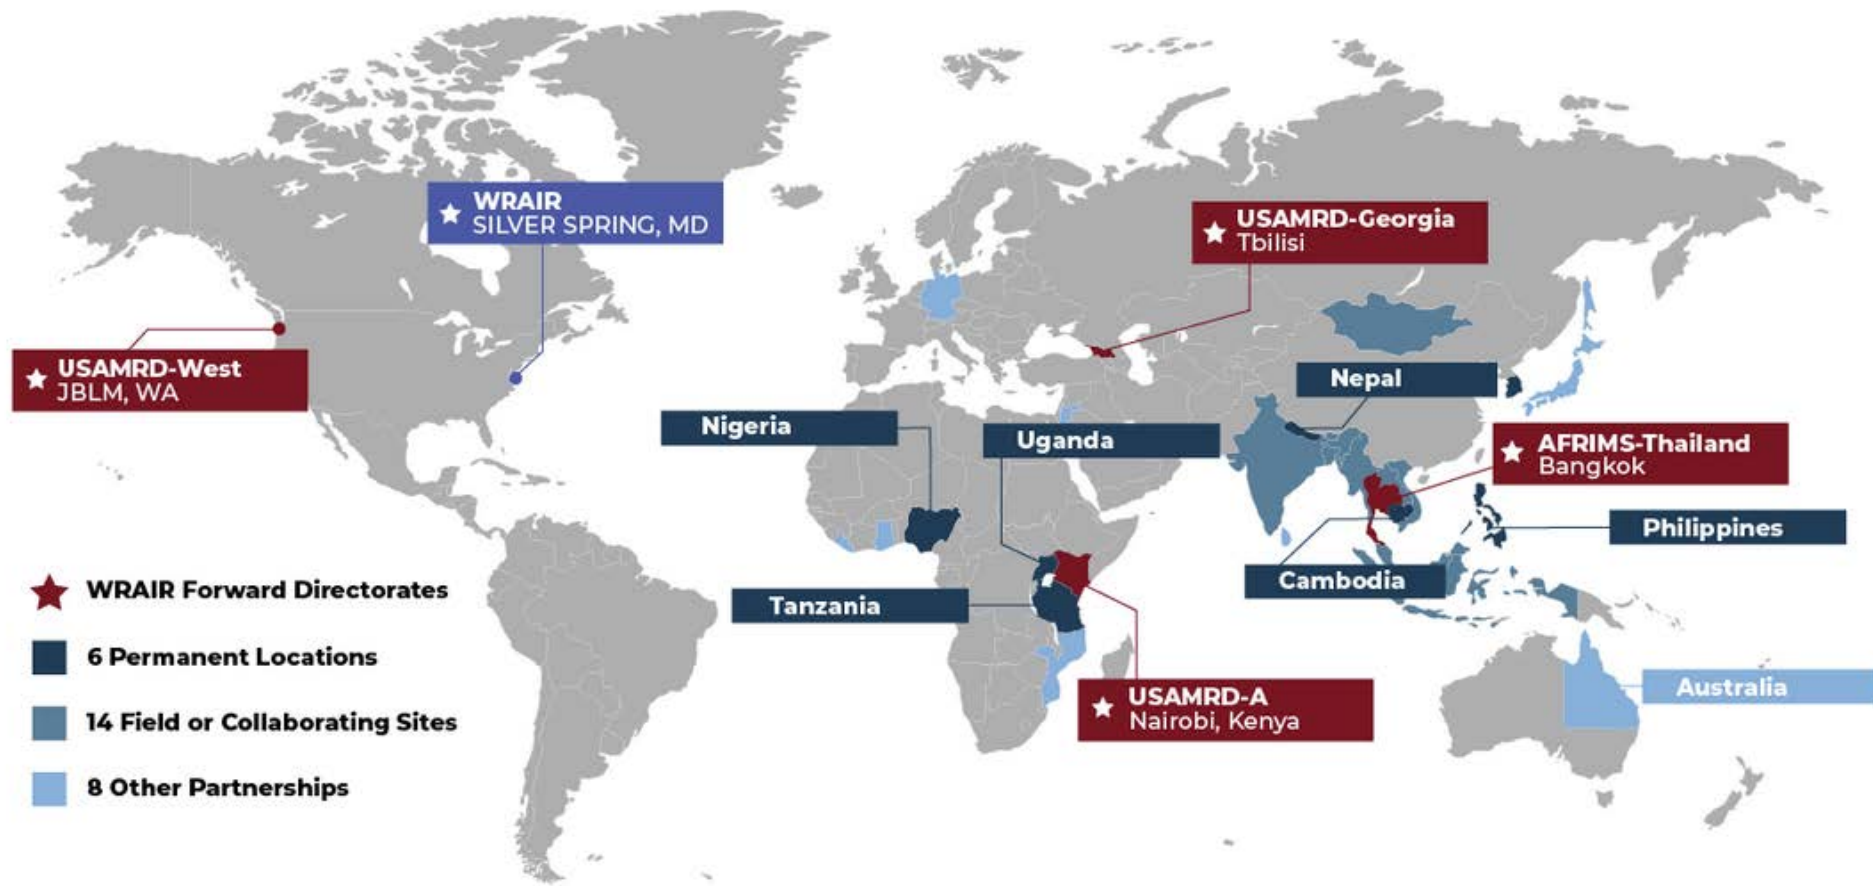 WRAIR
SILVER SPRING, MD
USAMRD-Georgia
Tbilisi
USAMRD-West
JBLM, WA
Nepal
Nigeria
Uganda
AFRIMS-Thailand
Bangkok
Philippines
Cambodia
Tanzania
USAMRD-A
Nairobi, Kenya
Australia
WRAIR Forward Directorates
6 Permanent Locations
14 Field or Collaborating Sites
8 Other Partnerships